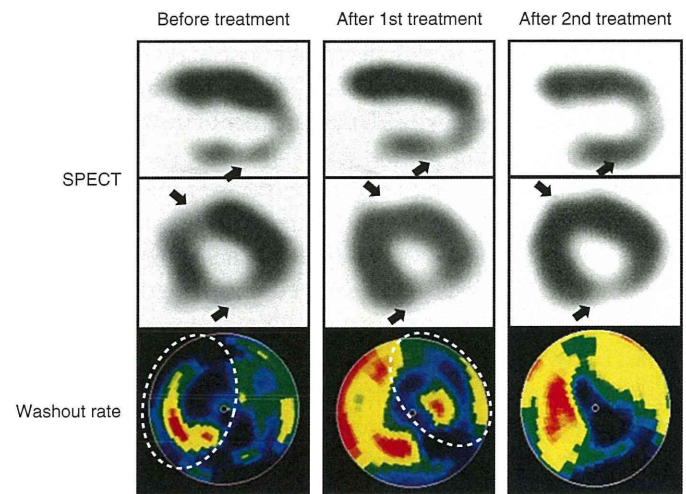 Before treatment
After 1st treatment
After 2nd treatment
SPECT
Washout rate